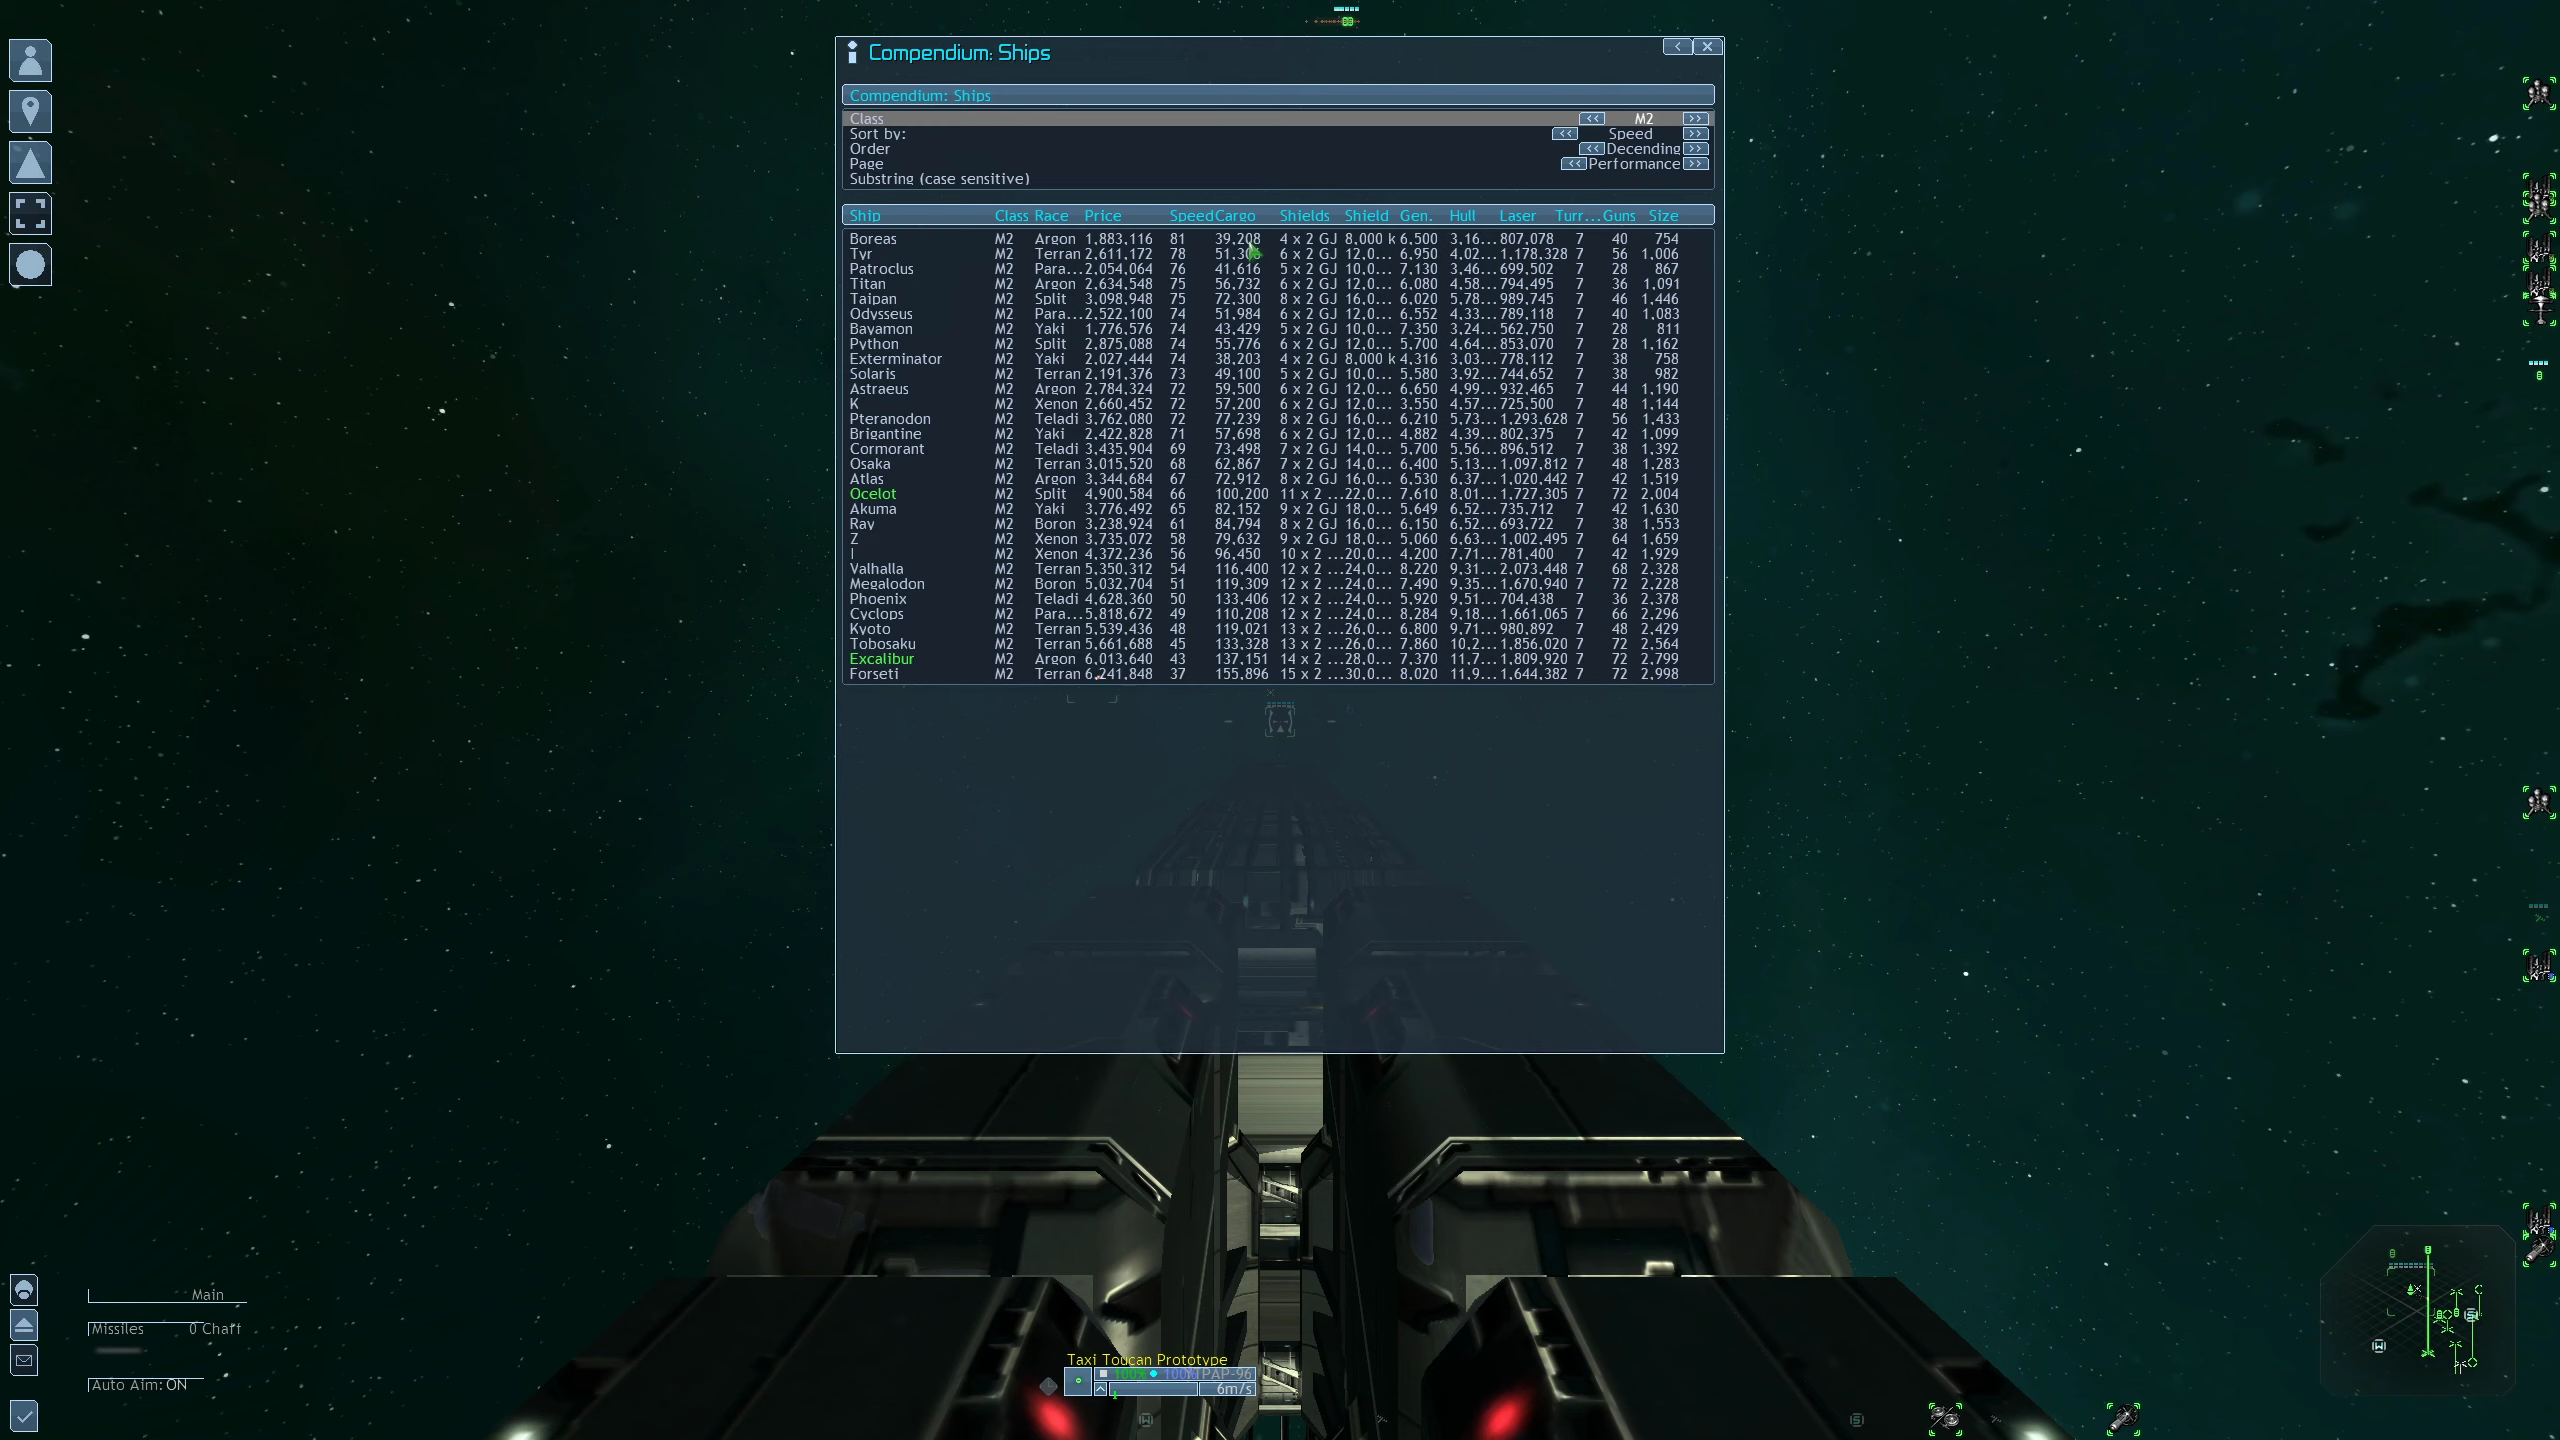 Compendium: Ships
Compendium: Ships
Class << M2 >>
Sort by: << Speed >>
Order << Decending >>
Page << Performance >>
Substring (case sensitive)
Ship Class Race Price Speed Cargo Shields Shield Gen. Hull Laser Turr... Guns Size
Boreas M2 Argon 1,883,116 81 39,208 4 x 2 GJ 8,000 k 6,500 3,16... 807,078 7 40 754
Tyr M2 Terran 2,611,172 78 6 x 2 GJ 12,0... 6,950 4,02... 1,178,328 7 56 1,006
Patroclus M2 Para... 2,054,064 76 41,616 5 x 2 GJ 10,0... 7,130 3,46... 699,502 7 28 867
Titan M2 Argon 2,634,548 75 56,732 6 x 2 GJ 12,0... 6,080 4,58... 794,495 7 36 1,091
Taipan M2 Split 3,098,948 75 72,300 8 x 2 GJ 16,0... 6,020 5,78... 989,745 7 46 1,446
Odysseus M2 Para... 2,522,100 74 51,984 6 x 2 GJ 12,0... 6,552 4,33... 789,118 7 40 1,083
Bayamon M2 Yaki 1,776,576 74 43,429 5 x 2 GJ 10,0... 7,350 3,24... 562,750 7 28 811
Python M2 Split 2,875,088 74 55,776 6 x 2 GJ 12,0... 5,700 4,64... 853,070 7 28 1,162
Exterminator M2 Yaki 2,027,444 74 38,203 4 x 2 GJ 8,000 k 4,316 3,03... 778,112 7 38 758
Solaris M2 Terran 2,191,376 73 49,100 5 x 2 GJ 10,0... 5,580 3,92... 744,652 7 38 982
Astraeus M2 Argon 2,784,324 72 59,500 6 x 2 GJ 12,0... 6,650 4,99... 932,465 7 44 1,190
K M2 Xenon 2,660,452 72 57,200 6 x 2 GJ 12,0... 3,550 4,57... 725,500 7 48 1,144
Pteranodon M2 Teladi 3,762,080 72 77,239 8 x 2 GJ 16,0... 6,210 5,73... 1,293,628 7 56 1,433
Brigantine M2 Yaki 2,422,828 71 57,698 6 x 2 GJ 12,0... 4,882 4,39... 802,375 7 42 1,099
Cormorant M2 Teladi 3,435,904 69 73,498 7 x 2 GJ 14,0... 5,700 5,56... 896,512 7 38 1,392
Osaka M2 Terran 3,015,520 68 62,867 7 x 2 GJ 14,0... 6,400 5,13... 1,097,812 7 48 1,283
Atlas M2 Argon 3,344,684 67 72,912 8 x 2 GJ 16,0... 6,530 6,37... 1,020,442 7 42 1,519
Ocelot M2 Split 4,900,584 66 100,200 11 x 2 ... 22,0... 7,610 8,01... 1,727,305 7 72 2,004
Akuma M2 Yaki 3,776,492 65 82,152 9 x 2 GJ 18,0... 5,649 6,52... 735,712 7 42 1,630
Ray M2 Boron 3,238,924 61 84,794 8 x 2 GJ 16,0... 6,150 6,52... 693,722 7 38 1,553
Z M2 Xenon 3,735,072 58 79,632 9 x 2 GJ 18,0... 5,060 6,63... 1,002,495 7 64 1,659
I M2 Xenon 4,372,236 56 96,450 10 x 2 ... 20,0... 4,200 7,71... 781,400 7 42 1,929
Valhalla M2 Terran 5,350,312 54 116,400 12 x 2 ... 24,0... 8,220 9,31... 2,073,448 7 68 2,328
Megalodon M2 Boron 5,032,704 51 119,309 12 x 2 ... 24,0... 7,490 9,35... 1,670,940 7 72 2,228
Phoenix M2 Teladi 4,628,360 50 133,406 12 x 2 ... 24,0... 5,920 9,51... 704,438 7 36 2,378
Cyclops M2 Para... 5,818,672 49 110,208 12 x 2 ... 24,0... 8,284 9,18... 1,661,065 7 66 2,296
Kyoto M2 Terran 5,539,436 48 119,021 13 x 2 ... 26,0... 6,800 9,71... 980,892 7 48 2,429
Tobosaku M2 Terran 5,661,688 45 133,328 13 x 2 ... 26,0... 7,860 10,2... 1,856,020 7 72 2,564
Excalibur M2 Argon 6,013,640 43 137,151 14 x 2 ... 28,0... 7,370 11,7... 1,809,920 7 72 2,799
Forseti M2 Terran 6,241,848 37 155,896 15 x 2 ... 30,0... 8,020 11,9... 1,644,382 7 72 2,998
Main
Missiles 0 Chaff
Auto Aim: ON
Taxi Toucan Prototype
100% 100%
6m/s